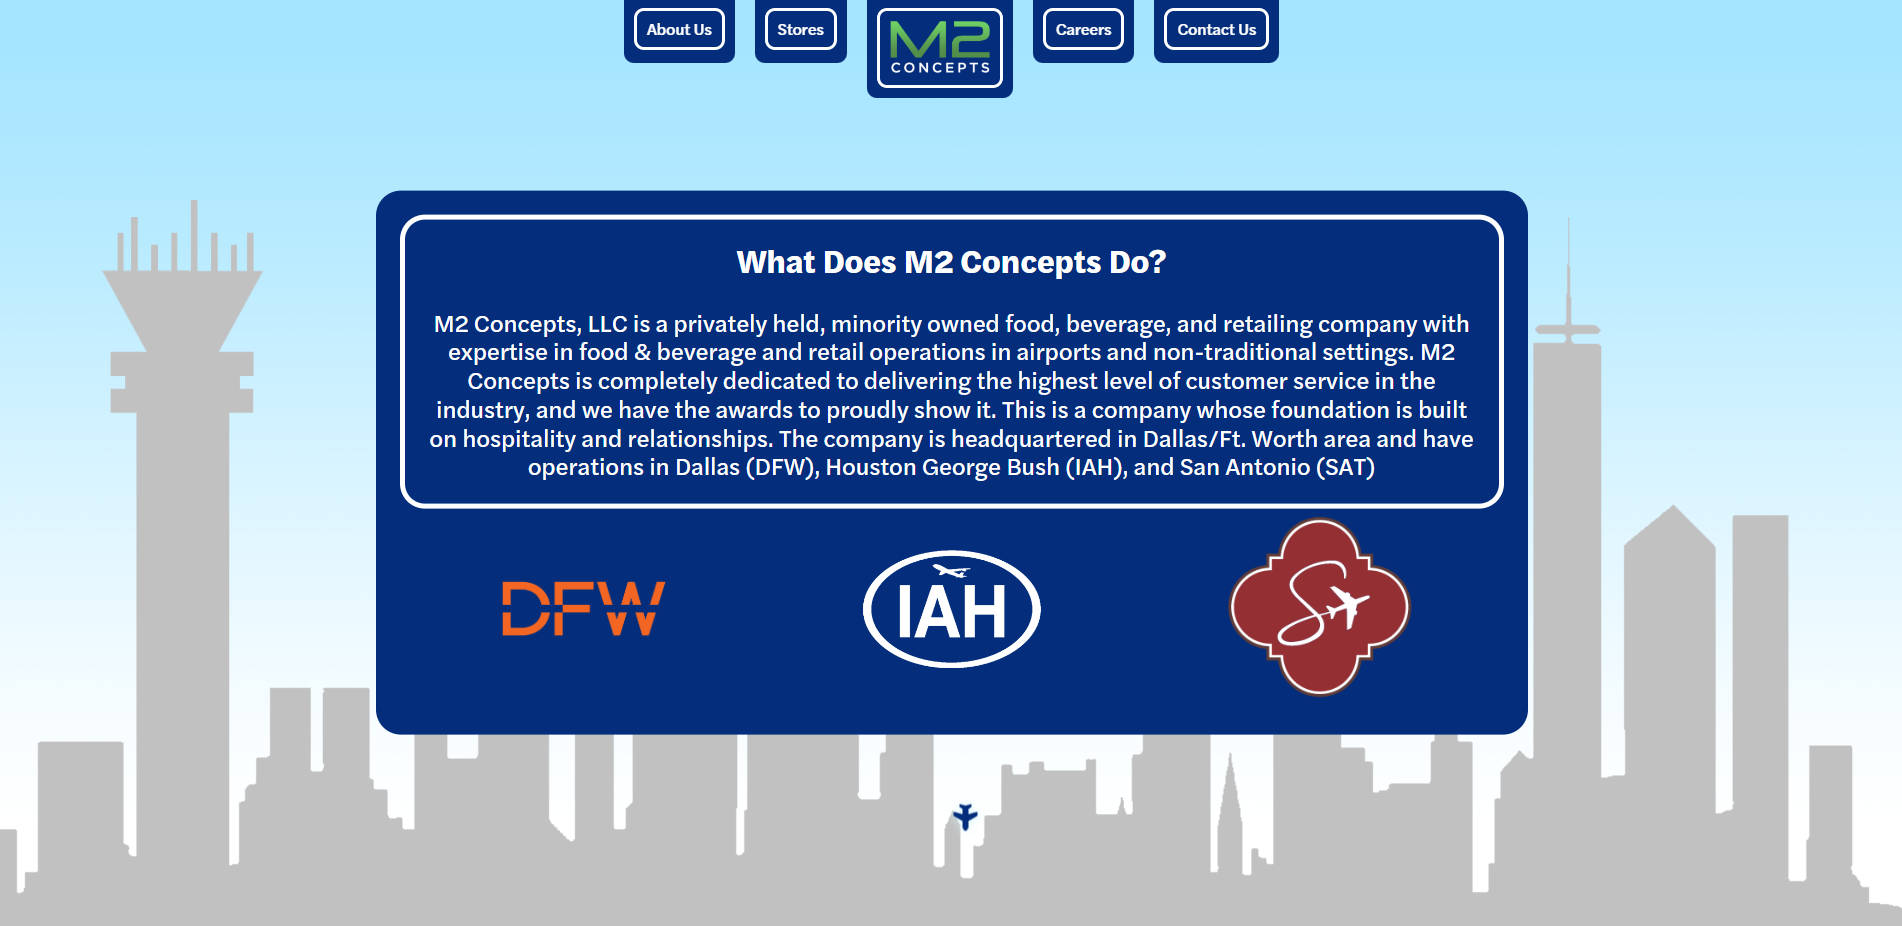 About Us
Stores
M2
CONCEPTS
Careers
Contact Us
What Does M2 Concepts Do?
M2 Concepts, LLC is a privately held, minority owned food, beverage, and retailing company with
expertise in food & beverage and retail operations in airports and non-traditional settings. M2
Concepts is completely dedicated to delivering the highest level of customer service in the
industry, and we have the awards to proudly show it. This is a company whose foundation is built
on hospitality and relationships. The company is headquartered in Dallas/Ft. Worth area and have
operations in Dallas (DFW), Houston George Bush (IAH), and San Antonio (SAT)
DFW
IAH
S